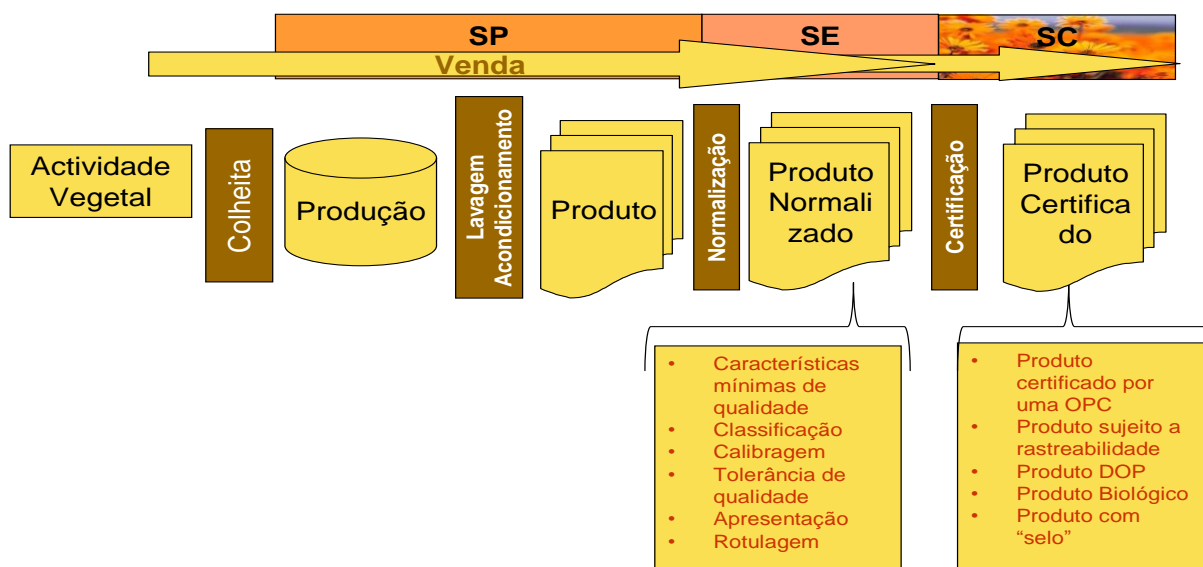 SP
SE
SC
Venda
Actividade
Vegetal
Colheita
Produção
Lavagem
Acondicionamento
Produto
Normalização
Produto
Normali
zado
Certificação
Produto
Certifica
do
• Características
mínimas de
qualidade
• Classificação
• Calibragem
• Tolerância de
qualidade
• Apresentação
• Rotulagem
• Produto
certificado por
uma OPC
• Produto sujeito a
rastreabilidade
• Produto DOP
• Produto Biológico
• Produto com
“selo”